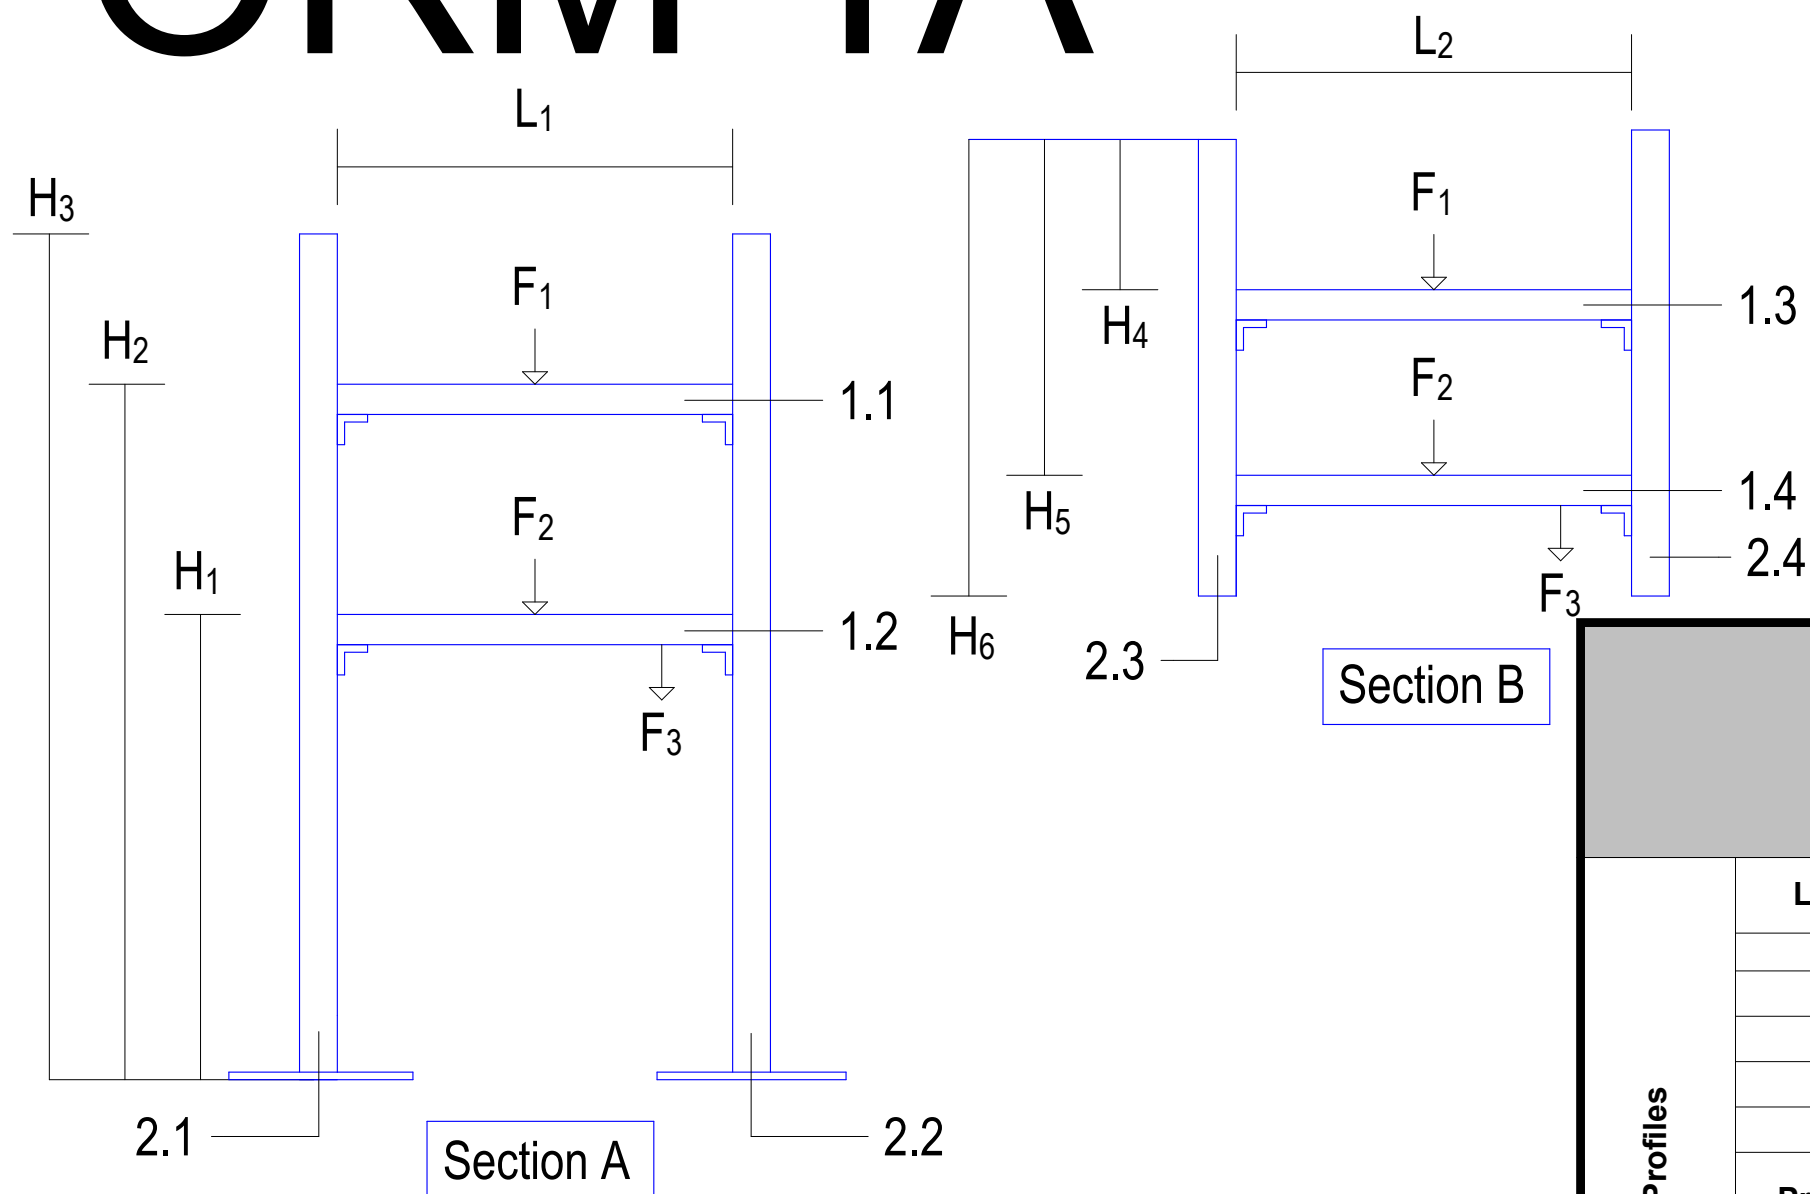 L1
H3
H2
H1
F1
1.1
F2
1.2
F3
2.1
2.2
Section A
L2
F1
1.3
H4
F2
1.4
H5
2.4
F3
H6
2.3
Section B
Profiles